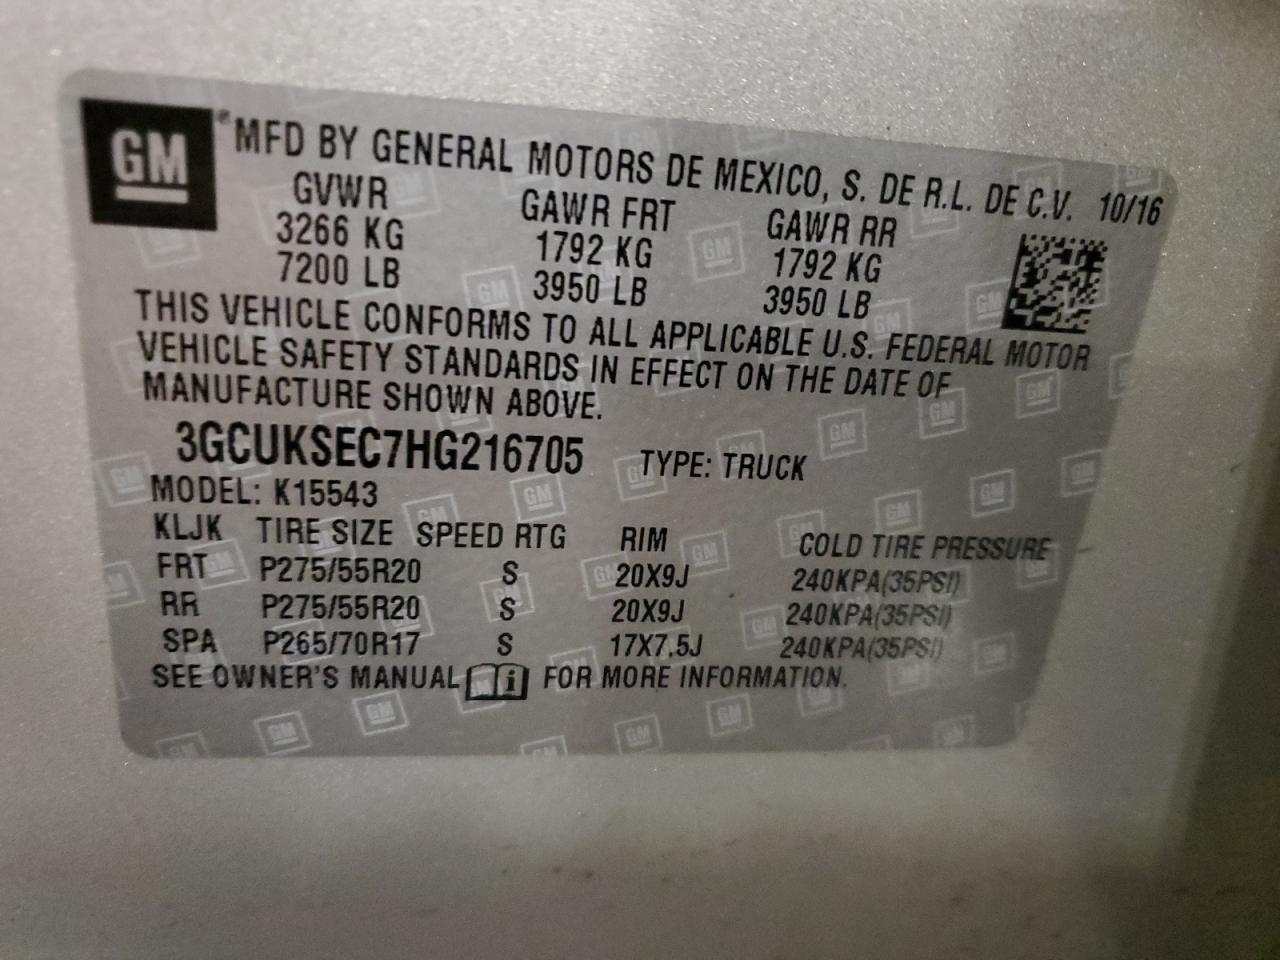 GM ® MFD BY GENERAL MOTORS DE MEXICO, S. DE R.L. DE C.V. 10/16
GVWR GAWR FRT GAWR RR
3266 KG 1792 KG 1792 KG
7200 LB 3950 LB 3950 LB
THIS VEHICLE CONFORMS TO ALL APPLICABLE U.S. FEDERAL MOTOR
VEHICLE SAFETY STANDARDS IN EFFECT ON THE DATE OF
MANUFACTURE SHOWN ABOVE.
3GCUKSEC7HG216705 TYPE: TRUCK
MODEL: K15543
KLJK TIRE SIZE SPEED RTG RIM COLD TIRE PRESSURE
FRT P275/55R20 S 20X9J 240KPA(35PSI)
RR P275/55R20 S 20X9J 240KPA(35PSI)
SPA P265/70R17 S 17X7.5J 240KPA(35PSI)
SEE OWNER'S MANUAL i FOR MORE INFORMATION.